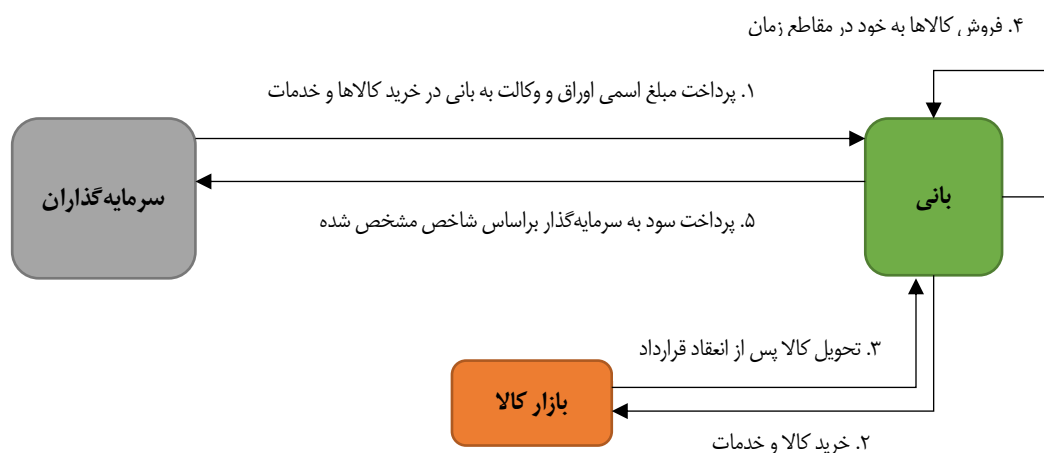 ۴. فروش کالاها به خود در مقاطع زمان
۱. پرداخت مبلغ اسمی اوراق و وکالت به بانی در خرید کالاها و خدمات
بانی
سرمایه‌گذاران
۵. پرداخت سود به سرمایه‌گذار براساس شاخص مشخص شده
۳. تحویل کالا پس از انعقاد قرارداد
بازار کالا
۲. خرید کالا و خدمات